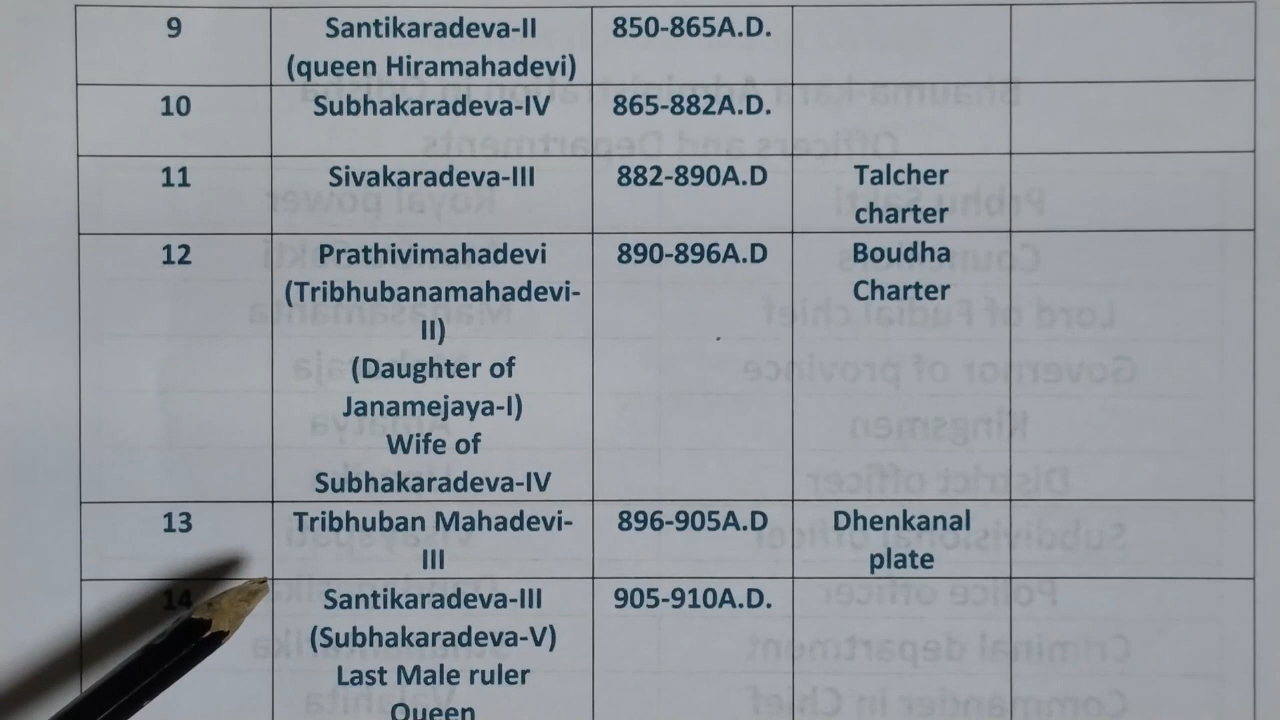 9 Santikaradeva-II 850-865A.D.
(queen Hiramahadevi)
10 Subhakaradeva-IV 865-882A.D.
11 Sivakaradeva-III 882-890A.D Talcher
charter
12 Prathivimahadevi 890-896A.D Boudha
(Tribhubanamahadevi- Charter
II)
(Daughter of
Janamejaya-I)
Wife of
Subhakaradeva-IV
13 Tribhuban Mahadevi- 896-905A.D Dhenkanal
III plate
14 Santikaradeva-III 905-910A.D.
(Subhakaradeva-V)
Last Male ruler
Queen